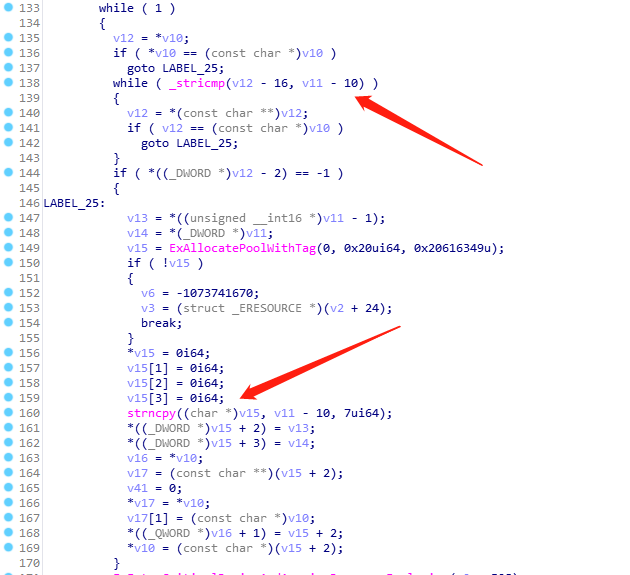 133 while ( 1 )
134 {
135 v12 = *v10;
136 if ( *v10 == (const char *)v10 )
137 goto LABEL_25;
138 while ( _stricmp(v12 - 16, v11 - 10) )
139 {
140 v12 = *(const char **)v12;
141 if ( v12 == (const char *)v10 )
142 goto LABEL_25;
143 }
144 if ( *((_DWORD *)v12 - 2) == -1 )
145 {
146 LABEL_25:
147 v13 = *((unsigned __int16 *)v11 - 1);
148 v14 = *(_DWORD *)v11;
149 v15 = ExAllocatePoolWithTag(0, 0x20ui64, 0x20616349u);
150 if ( !v15 )
151 {
152 v6 = -1073741670;
153 v3 = (struct _ERESOURCE *)(v2 + 24);
154 break;
155 }
156 *v15 = 0i64;
157 v15[1] = 0i64;
158 v15[2] = 0i64;
159 v15[3] = 0i64;
160 strncpy((char *)v15, v11 - 10, 7ui64);
161 *((_DWORD *)v15 + 2) = v13;
162 *((_DWORD *)v15 + 3) = v14;
163 v16 = *v10;
164 v17 = (const char **)(v15 + 2);
165 v41 = 0;
166 *v17 = *v10;
167 v17[1] = (const char *)v10;
168 *((_QWORD *)v16 + 1) = v15 + 2;
169 *v10 = (const char *)(v15 + 2);
170 }